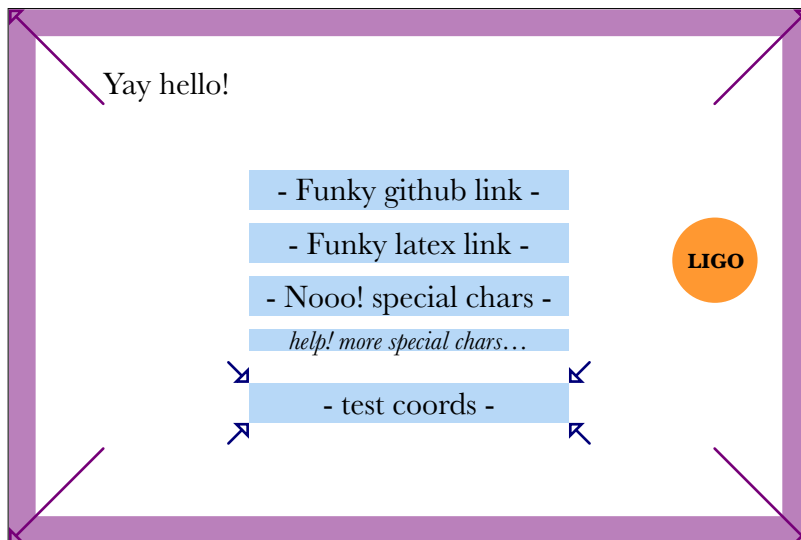 Yay hello!
- Funky github link -
- Funky latex link -
LIGO
- Nooo! special chars -
help! more special chars…
- test coords -